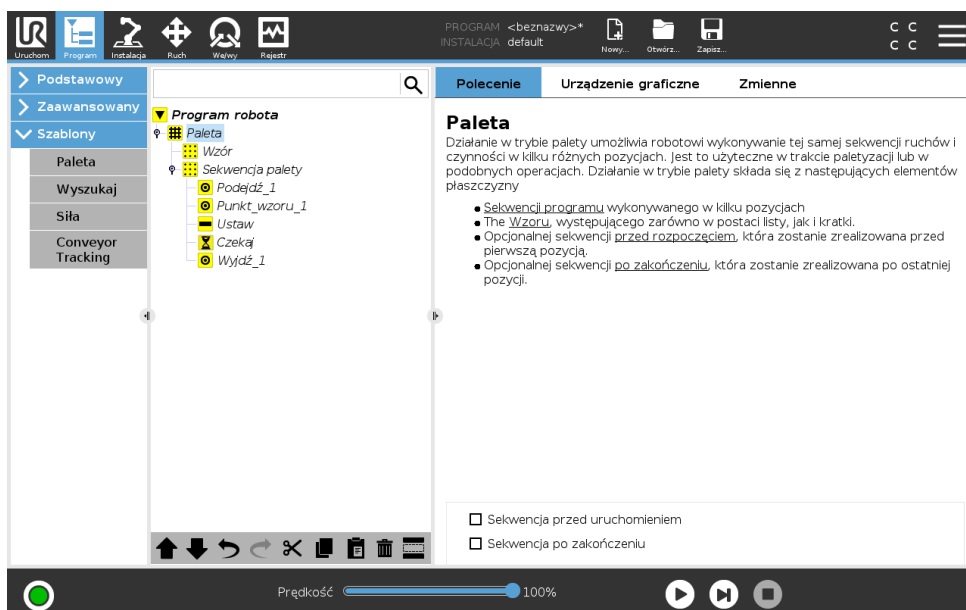 UR
PROGRAM <beznazwy>*
INSTALACJA default
C C
C C
Uruchom Program Instalacja Ruch We/wy Rejestr Nowy... Otwórz... Zapisz...
Podstawowy
Zaawansowany
Szablony
Paleta
Wyszukaj
Siła
Conveyor
Tracking
Program robota
Paleta
Wzór
Sekwencja palety
Podejdź_1
Punkt_wzoru_1
Ustaw
Czekaj
Wyjdź_1
Polecenie Urządzenie graficzne Zmienne
Paleta
Działanie w trybie palety umożliwia robotowi wykonywanie tej samej sekwencji ruchów i
czynności w kilku różnych pozycjach. Jest to użyteczne w trakcie paletyzacji lub w
podobnych operacjach. Działanie w trybie palety składa się z następujących elementów
płaszczyzny
Sekwencji programu wykonywanego w kilku pozycjach
The Wzoru, występującego zarówno w postaci listy, jak i kratki.
Opcjonalnej sekwencji przed rozpoczęciem, która zostanie zrealizowana przed
pierwszą pozycją.
Opcjonalnej sekwencji po zakończeniu, która zostanie zrealizowana po ostatniej
pozycji.
Sekwencja przed uruchomieniem
Sekwencja po zakończeniu
Prędkość 100%